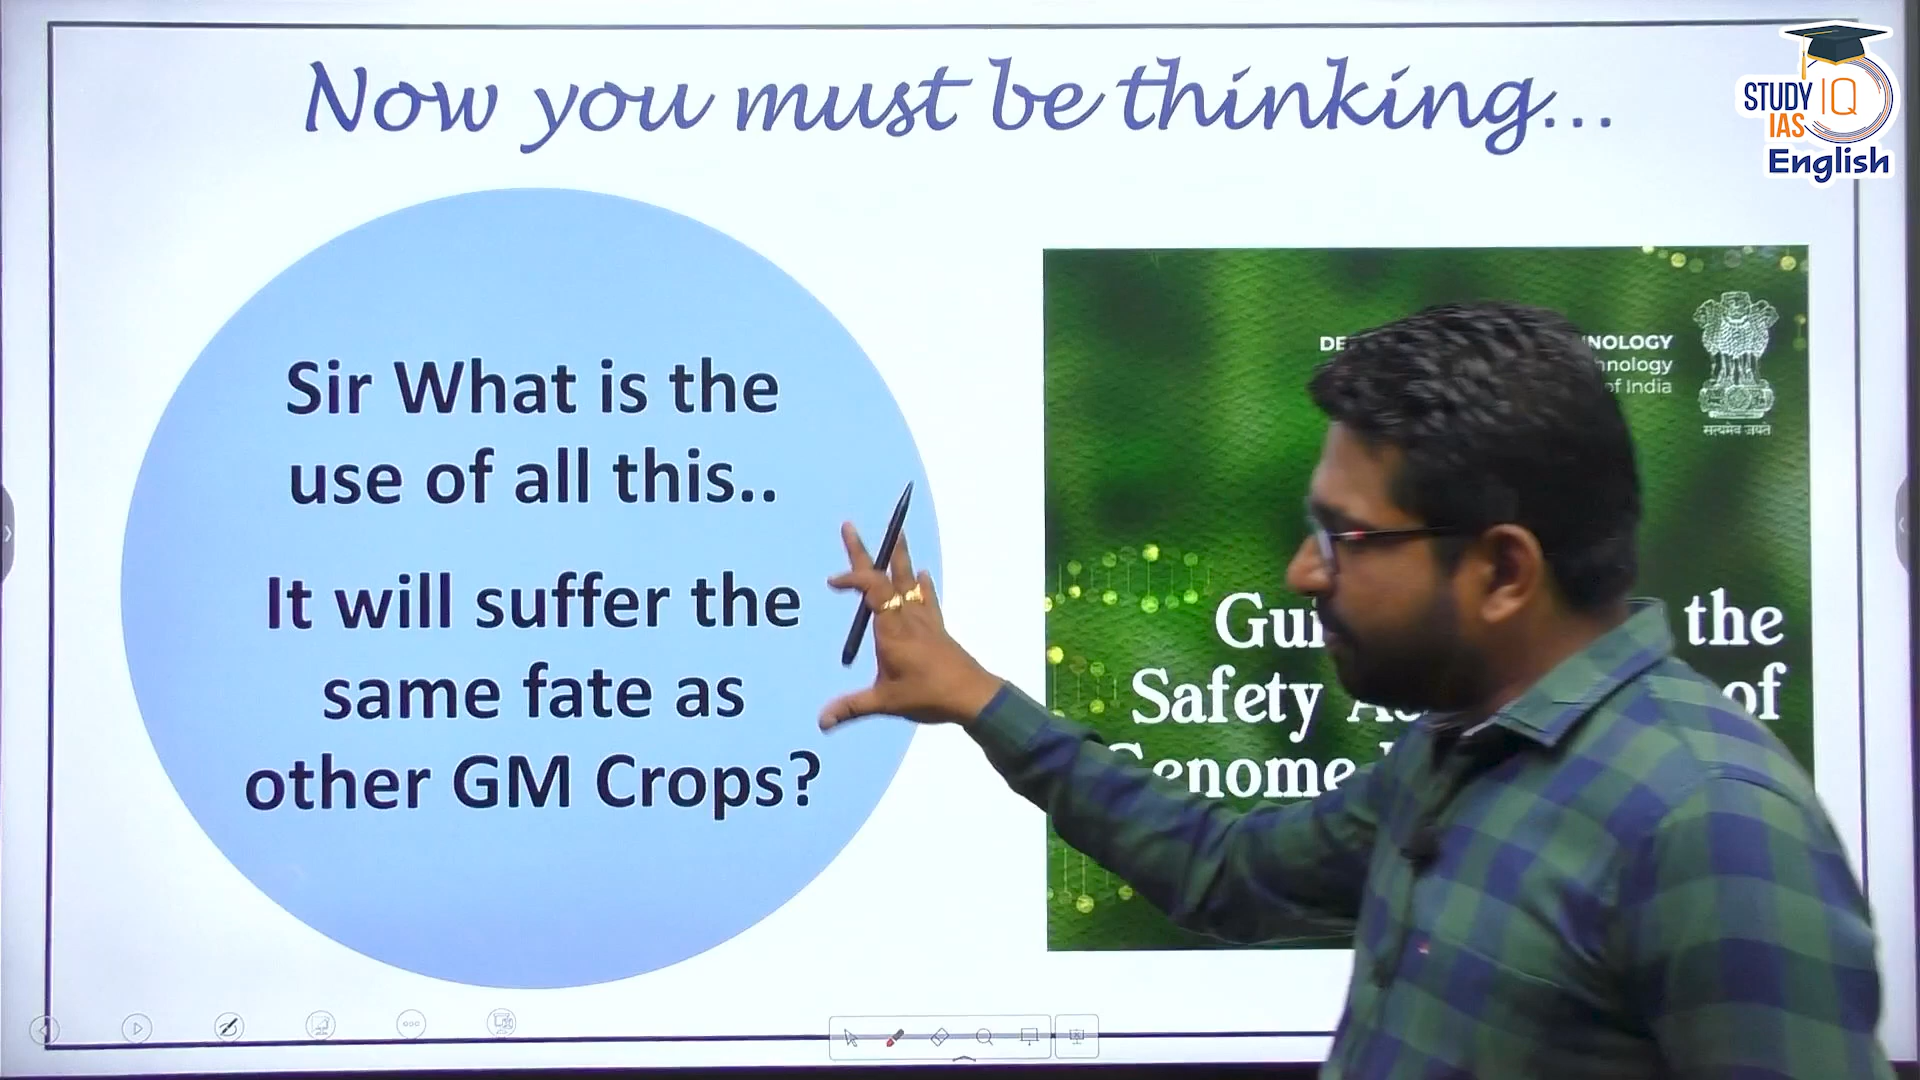 Now you must be thinking...
STUDY IQ
IAS
English
Sir What is the
use of all this..
It will suffer the
same fate as
other GM Crops?
NOLOGY
of India
सत्यमेव जयते
the
Safety of